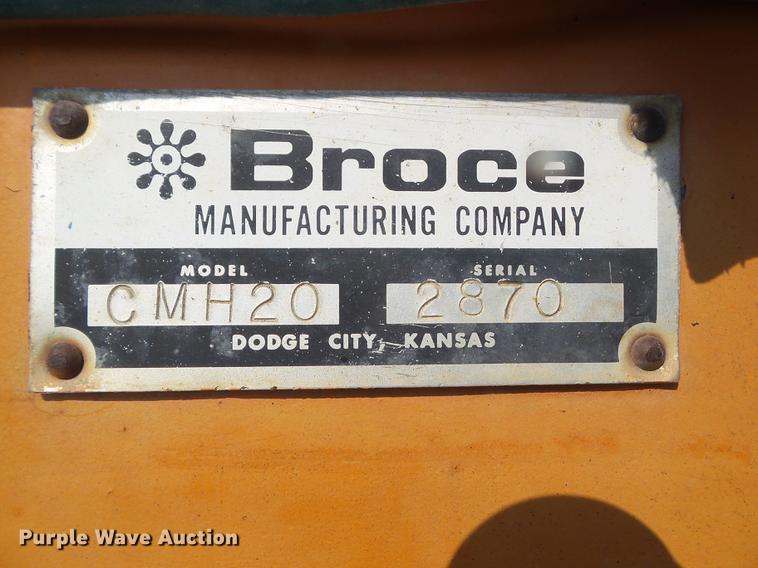 Broce
MANUFACTURING COMPANY
MODEL SERIAL
CMH20 2870
DODGE CITY, KANSAS
Purple Wave Auction